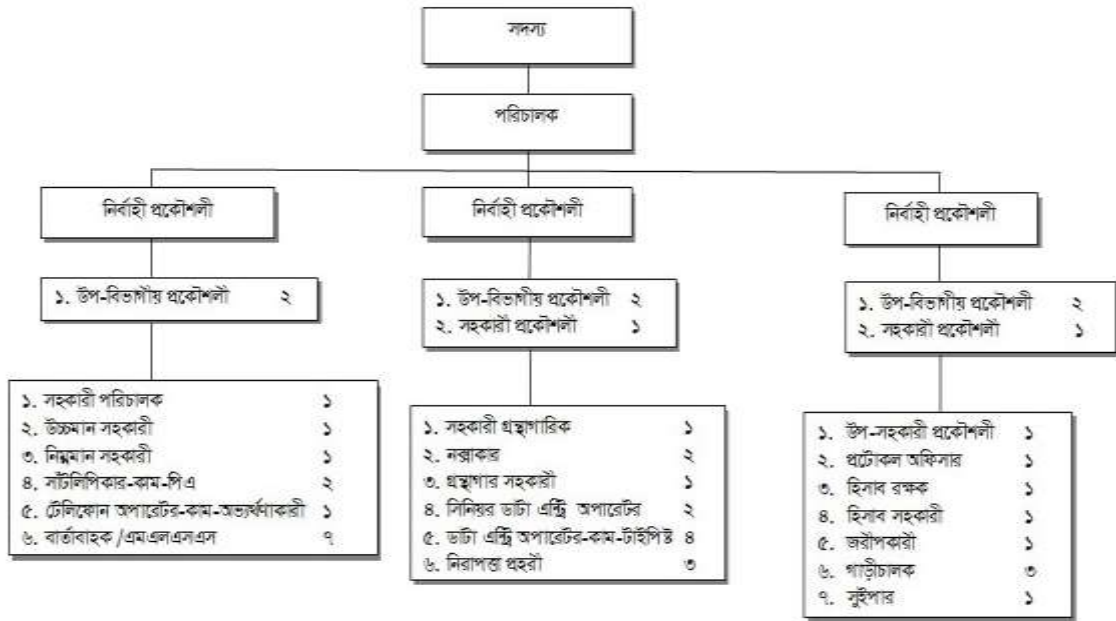 সদস্য
পরিচালক
নির্বাহী প্রকৌশলী
১. উপ-বিভাগীয় প্রকৌশলী ২
১. সহকারী পরিচালক ১
২. উচ্চমান সহকারী ১
৩. নিম্নমান সহকারী ১
৪. সাঁটলিপিকার-কাম-পিএ ২
৫. টেলিফোন অপারেটর-কাম-অভ্যর্থণাকারী ১
৬. বার্তাবাহক /এমএলএসএস ৭
নির্বাহী প্রকৌশলী
১. উপ-বিভাগীয় প্রকৌশলী ২
২. সহকারী প্রকৌশলী ১
১. সহকারী গ্রন্থাগারিক ১
২. নক্সাকার ২
৩. গ্রন্থাগার সহকারী ১
৪. সিনিয়র ডাটা এন্ট্রি অপারেটর ২
৫. ডাটা এন্ট্রি অপারেটর-কাম-টাইপিষ্ট ৪
৬. নিরাপত্তা প্রহরী ৩
নির্বাহী প্রকৌশলী
১. উপ-বিভাগীয় প্রকৌশলী ২
২. সহকারী প্রকৌশলী ১
১. উপ-সহকারী প্রকৌশলী ১
২. প্রটোকল অফিসার ১
৩. হিসাব রক্ষক ১
৪. হিসাব সহকারী ১
৫. জরীপকারী ১
৬. গাড়ীচালক ৩
৭. সুইপার ১